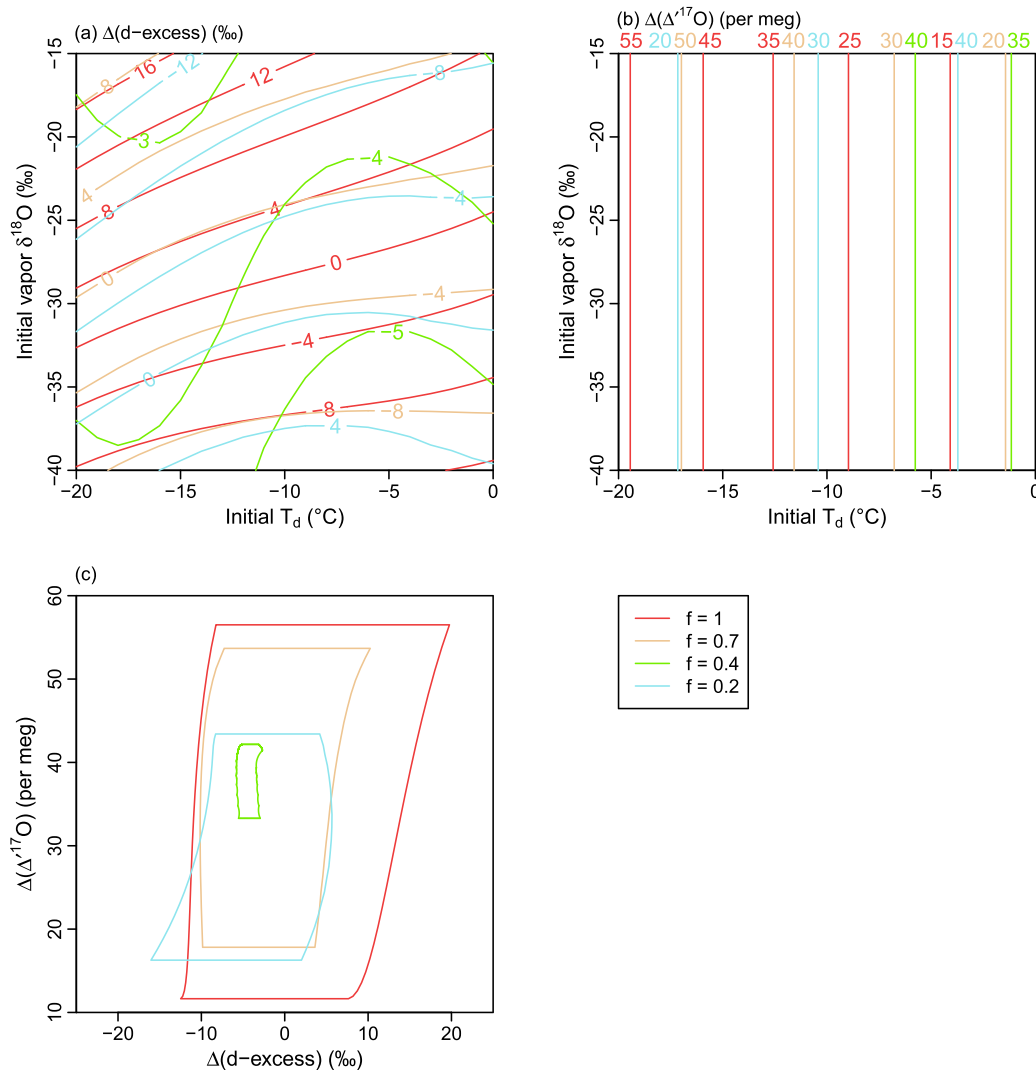 (a) Δ(d−excess) (‰)
−15
−20
−25
−30
−35
−40
Initial vapor δ¹⁸O (‰)
8
16
−12
12
−8
−3
4
8
−4
4
−4
0
0
−4
−4
−5
0
−8
−8
4
−20 −15 −10 −5 0
Initial T_d (°C)
(b) Δ(Δ′¹⁷O) (per meg)
55 20 50 45 35 40 30 25 30 40 15 40 20 35
−15
−20
−25
−30
−35
−40
Initial vapor δ¹⁸O (‰)
−20 −15 −10 −5 0
Initial T_d (°C)
(c)
60
50
40
30
20
10
Δ(Δ′¹⁷O) (per meg)
−20 −10 0 10 20
Δ(d−excess) (‰)
f = 1
f = 0.7
f = 0.4
f = 0.2